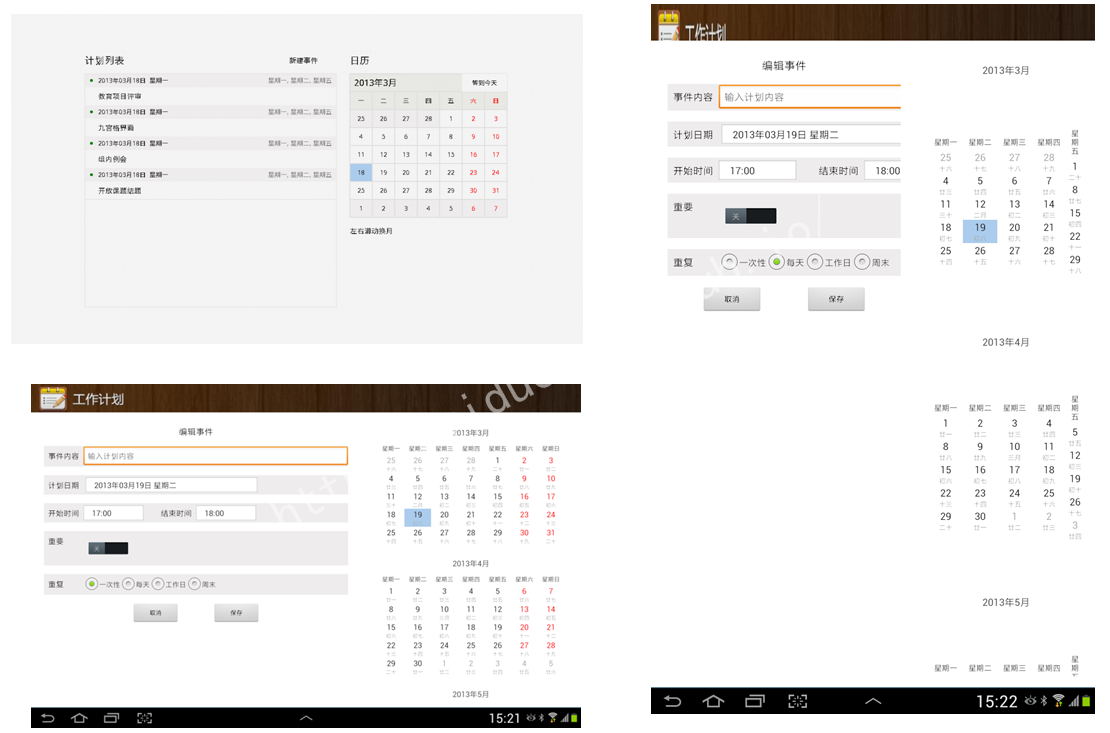 计划列表 新建事件
2013年03月18日 星期一 星期一, 星期二, 星期五
教育项目评审
2013年03月18日 星期一 星期一, 星期二, 星期五
九宫格界面
2013年03月18日 星期一 星期一, 星期二, 星期五
组内例会
2013年03月18日 星期一 星期一, 星期二, 星期五
开放课题结题
日历
2013年3月 转到今天
一 二 三 四 五 六 日
25 26 27 28 1 2 3
4 5 6 7 8 9 10
11 12 13 14 15 16 17
18 19 20 21 22 23 24
25 26 27 28 29 30 31
1 2 3 4 5 6 7
左右滑动换月
工作计划
编辑事件
事件内容 输入计划内容
计划日期 2013年03月19日 星期二
开始时间 17:00 结束时间 18:00
重要 关
重复 一次性 每天 工作日 周末
取消 保存
2013年3月
星期一 星期二 星期三 星期四 星期五
25 26 27 28 1
十四 十五 十六 十七 二十
4 5 6 7 8
廿三 廿四 廿五 廿六 廿七
11 12 13 14 15
三十 二月 初二 初三 初四
18 19 20 21 22
初七 初八 初九 初十 十一
25 26 27 28 29
十四 十五 十六 十七 十八
2013年4月
星期一 星期二 星期三 星期四 星期五
1 2 3 4 5
廿一 廿二 廿三 廿四 廿五
8 9 10 11 12
廿八 廿九 三月 初二 初三
15 16 17 18 19
初六 初七 初八 初九 初十
22 23 24 25 26
十三 十四 十五 十六 十七
29 30 1 2 3
二十 廿一 廿二 廿三 廿四
2013年5月
星期一 星期二 星期三 星期四 星期五
15:22
工作计划
编辑事件
事件内容 输入计划内容
计划日期 2013年03月19日 星期二
开始时间 17:00 结束时间 18:00
重要 关
重复 一次性 每天 工作日 周末
取消 保存
2013年3月
星期一 星期二 星期三 星期四 星期五 星期六 星期日
25 26 27 28 1 2 3
4 5 6 7 8 9 10
11 12 13 14 15 16 17
18 19 20 21 22 23 24
25 26 27 28 29 30 31
2013年4月
星期一 星期二 星期三 星期四 星期五 星期六 星期日
1 2 3 4 5 6 7
8 9 10 11 12 13 14
15 16 17 18 19 20 21
22 23 24 25 26 27 28
29 30 1 2 3 4 5
2013年5月
15:21